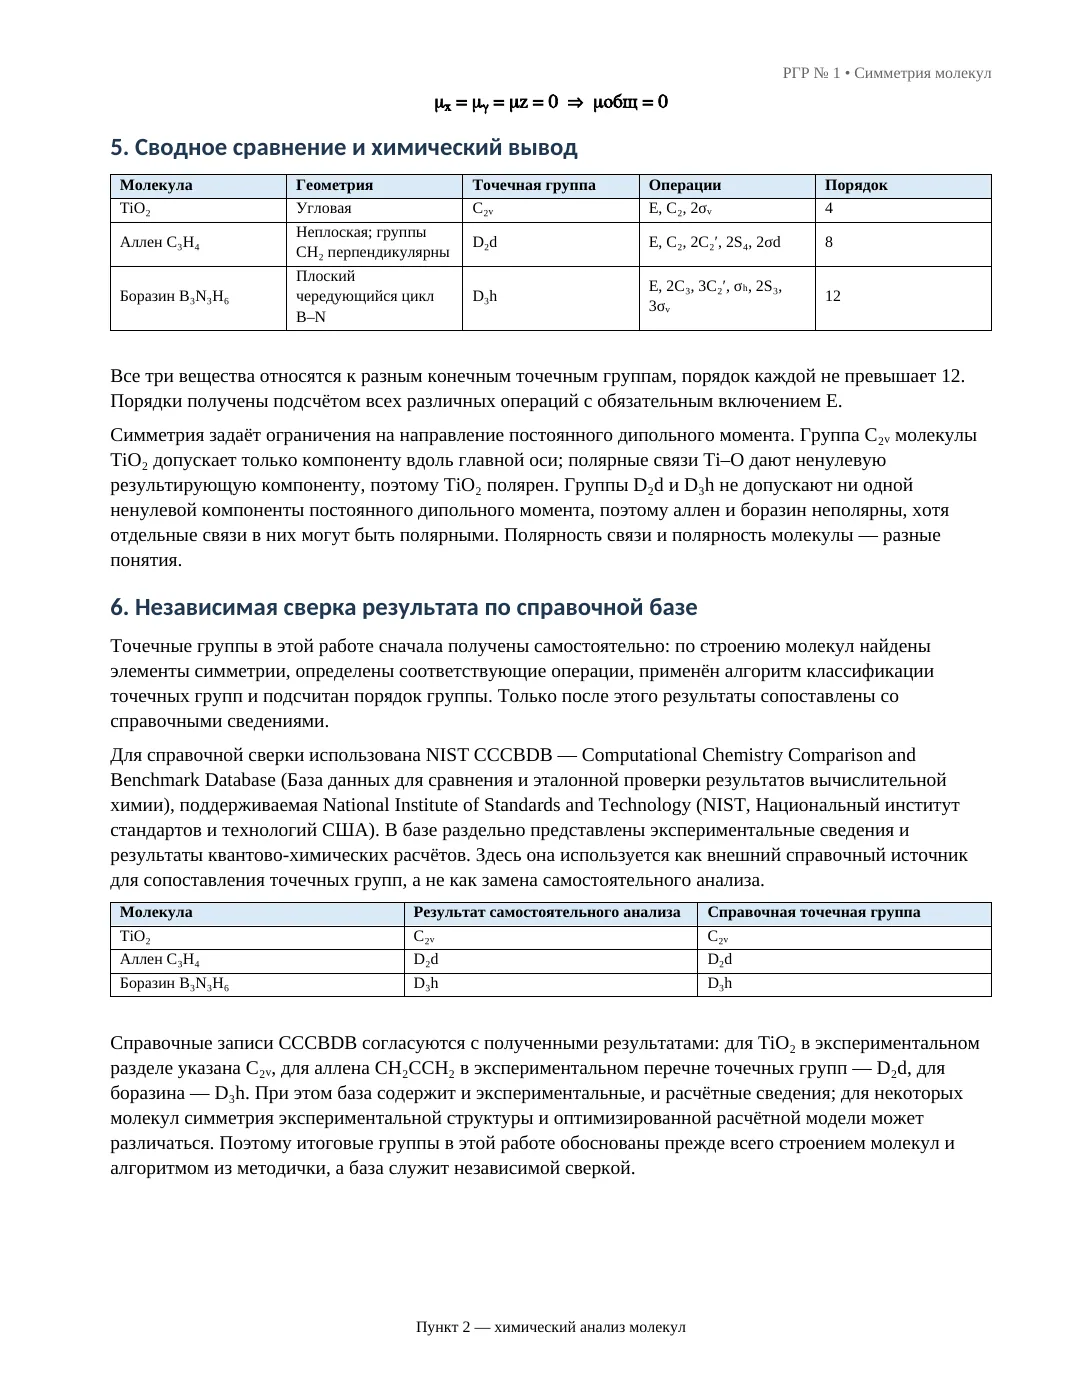 РГР № 1 • Симметрия молекул
μₓ = μᵧ = μz = 0 ⇒ μобщ = 0
5. Сводное сравнение и химический вывод
Молекула Геометрия Точечная группа Операции Порядок
TiO₂ Угловая C₂ᵥ E, C₂, 2σᵥ 4
Аллен C₃H₄ Неплоская; группы CH₂ перпендикулярны D₂d E, C₂, 2C₂′, 2S₄, 2σd 8
Боразин B₃N₃H₆ Плоский чередующийся цикл B–N D₃h E, 2C₃, 3C₂′, σₕ, 2S₃, 3σᵥ 12
Все три вещества относятся к разным конечным точечным группам, порядок каждой не превышает 12.
Порядки получены подсчётом всех различных операций с обязательным включением E.
Симметрия задаёт ограничения на направление постоянного дипольного момента. Группа C₂ᵥ молекулы
TiO₂ допускает только компоненту вдоль главной оси; полярные связи Ti–O дают ненулевую
результирующую компоненту, поэтому TiO₂ полярен. Группы D₂d и D₃h не допускают ни одной
ненулевой компоненты постоянного дипольного момента, поэтому аллен и боразин неполярны, хотя
отдельные связи в них могут быть полярными. Полярность связи и полярность молекулы — разные
понятия.
6. Независимая сверка результата по справочной базе
Точечные группы в этой работе сначала получены самостоятельно: по строению молекул найдены
элементы симметрии, определены соответствующие операции, применён алгоритм классификации
точечных групп и подсчитан порядок группы. Только после этого результаты сопоставлены со
справочными сведениями.
Для справочной сверки использована NIST CCCBDB — Computational Chemistry Comparison and
Benchmark Database (База данных для сравнения и эталонной проверки результатов вычислительной
химии), поддерживаемая National Institute of Standards and Technology (NIST, Национальный институт
стандартов и технологий США). В базе раздельно представлены экспериментальные сведения и
результаты квантово-химических расчётов. Здесь она используется как внешний справочный источник
для сопоставления точечных групп, а не как замена самостоятельного анализа.
Молекула Результат самостоятельного анализа Справочная точечная группа
TiO₂ C₂ᵥ C₂ᵥ
Аллен C₃H₄ D₂d D₂d
Боразин B₃N₃H₆ D₃h D₃h
Справочные записи CCCBDB согласуются с полученными результатами: для TiO₂ в экспериментальном
разделе указана C₂ᵥ, для аллена CH₂CCH₂ в экспериментальном перечне точечных групп — D₂d, для
боразина — D₃h. При этом база содержит и экспериментальные, и расчётные сведения; для некоторых
молекул симметрия экспериментальной структуры и оптимизированной расчётной модели может
различаться. Поэтому итоговые группы в этой работе обоснованы прежде всего строением молекул и
алгоритмом из методички, а база служит независимой сверкой.
Пункт 2 — химический анализ молекул